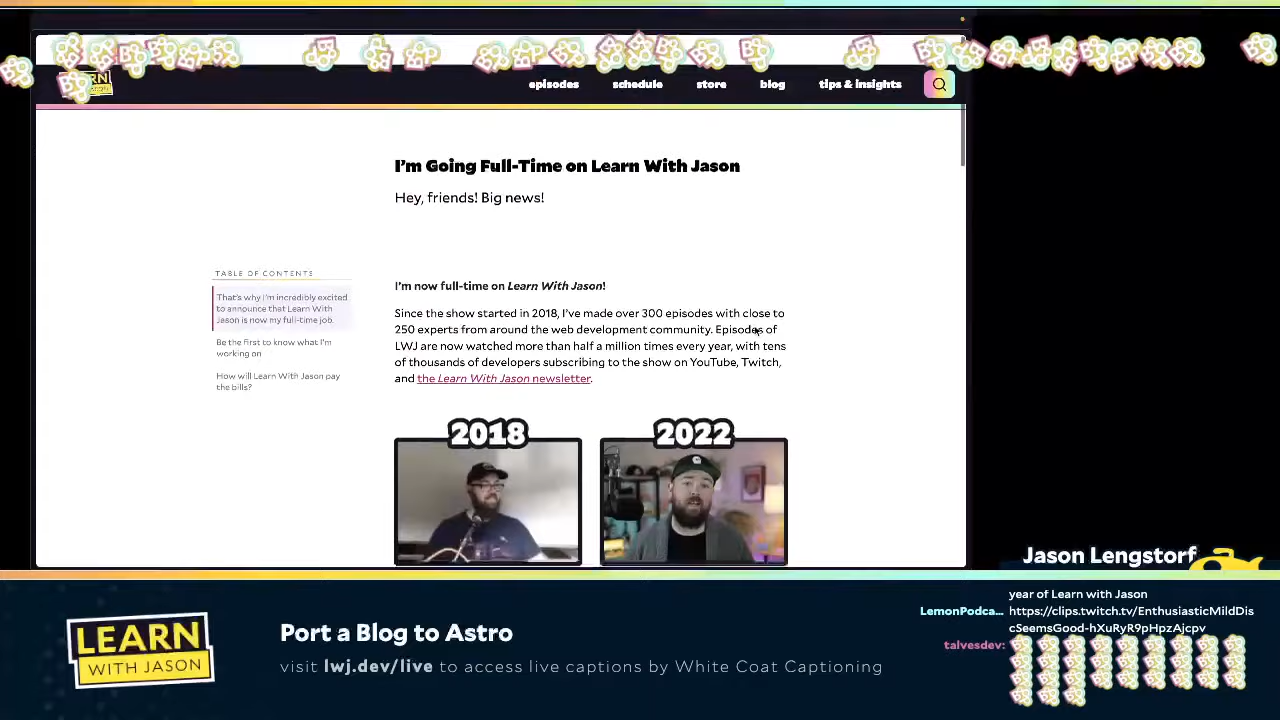 episodes
schedule
store
blog
tips & insights
I'm Going Full-Time on Learn With Jason
Hey, friends! Big news!
TABLE OF CONTENTS
That's why I'm incredibly excited
to announce that Learn With
Jason is now my full-time job.
Be the first to know what I'm
working on
How will Learn With Jason pay
the bills?
I'm now full-time on Learn With Jason!
Since the show started in 2018, I've made over 300 episodes with close to
250 experts from around the web development community. Episodes of
LWJ are now watched more than half a million times every year, with tens
of thousands of developers subscribing to the show on YouTube, Twitch,
and the Learn With Jason newsletter.
2018
2022
Jason Lengstorf
LEARN
WITH JASON
Port a Blog to Astro
visit lwj.dev/live to access live captions by White Coat Captioning
year of Learn with Jason
LemonPodca... https://clips.twitch.tv/EnthusiasticMildDis
cSeemsGood-hXuRyR9pHpzAjcpv
talvesdev: